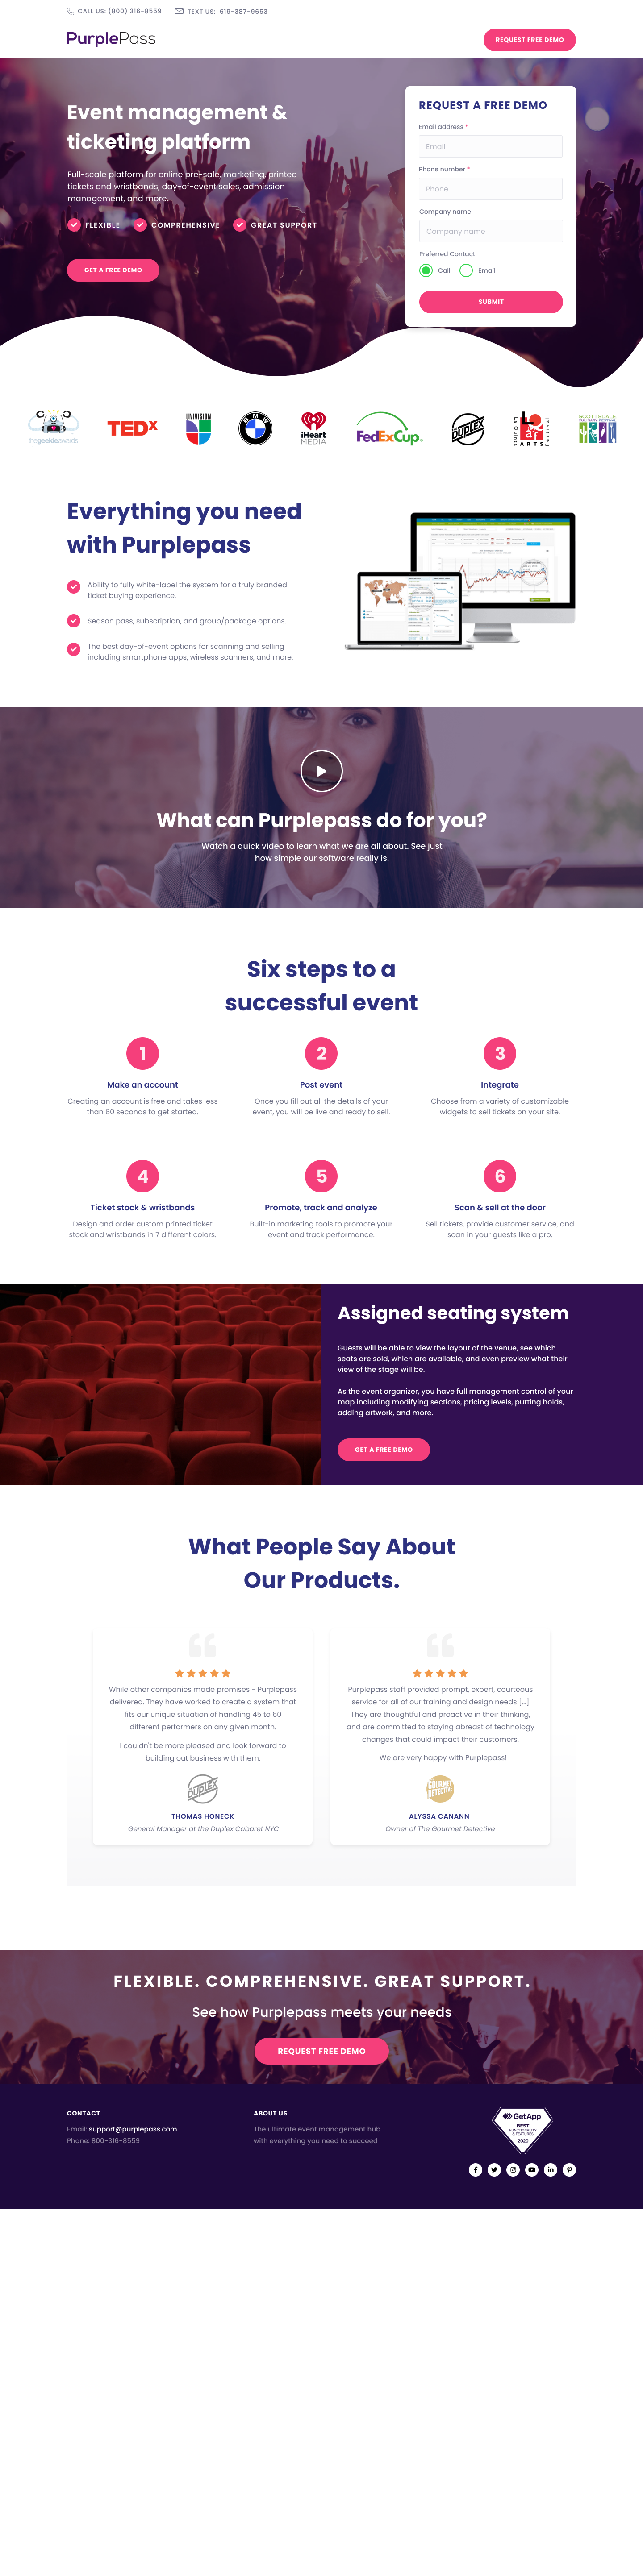 CALL US: (800) 316-8559
TEXT US: 619-387-9653
PurplePass
REQUEST FREE DEMO
Event management &
ticketing platform
Full-scale platform for online pre-sale, marketing, printed
tickets and wristbands, day-of-event sales, admission
management, and more.
FLEXIBLE
COMPREHENSIVE
GREAT SUPPORT
GET A FREE DEMO
REQUEST A FREE DEMO
Email address *
Email
Phone number *
Phone
Company name
Company name
Preferred Contact
Call
Email
SUBMIT
thegeekieawards
TEDx
UNIVISION
BMW
iHeart
MEDIA
FedExCup
DUPLEX
ARTS
SCOTTSDALE
CULINARY FESTIVAL
Everything you need
with Purplepass
Ability to fully white-label the system for a truly branded
ticket buying experience.
Season pass, subscription, and group/package options.
The best day-of-event options for scanning and selling
including smartphone apps, wireless scanners, and more.
What can Purplepass do for you?
Watch a quick video to learn what we are all about. See just
how simple our software really is.
Six steps to a
successful event
1
Make an account
Creating an account is free and takes less
than 60 seconds to get started.
2
Post event
Once you fill out all the details of your
event, you will be live and ready to sell.
3
Integrate
Choose from a variety of customizable
widgets to sell tickets on your site.
4
Ticket stock & wristbands
Design and order custom printed ticket
stock and wristbands in 7 different colors.
5
Promote, track and analyze
Built-in marketing tools to promote your
event and track performance.
6
Scan & sell at the door
Sell tickets, provide customer service, and
scan in your guests like a pro.
Assigned seating system
Guests will be able to view the layout of the venue, see which
seats are sold, which are available, and even preview what their
view of the stage will be.
As the event organizer, you have full management control of your
map including modifying sections, pricing levels, putting holds,
adding artwork, and more.
GET A FREE DEMO
What People Say About
Our Products.
While other companies made promises - Purplepass
delivered. They have worked to create a system that
fits our unique situation of handling 45 to 60
different performers on any given month.
I couldn't be more pleased and look forward to
building out business with them.
DUPLEX
THOMAS HONECK
General Manager at the Duplex Cabaret NYC
Purplepass staff provided prompt, expert, courteous
service for all of our training and design needs [...]
They are thoughtful and proactive in their thinking,
and are committed to staying abreast of technology
changes that could impact their customers.
We are very happy with Purplepass!
GOURMET
DETECTIVE
ALYSSA CANANN
Owner of The Gourmet Detective
FLEXIBLE. COMPREHENSIVE. GREAT SUPPORT.
See how Purplepass meets your needs
REQUEST FREE DEMO
CONTACT
Email: support@purplepass.com
Phone: 800-316-8559
ABOUT US
The ultimate event management hub
with everything you need to succeed
GetApp
BEST
FUNCTIONALITY
& FEATURES
2020